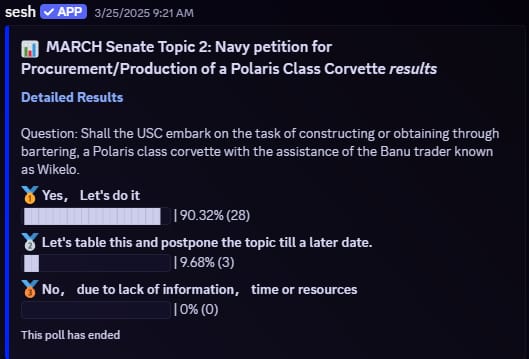 sesh ✓ APP 3/25/2025 9:21 AM
📊 MARCH Senate Topic 2: Navy petition for
Procurement/Production of a Polaris Class Corvette results
Detailed Results
Question: Shall the USC embark on the task of constructing or obtaining through
bartering, a Polaris class corvette with the assistance of the Banu trader known
as Wikelo.
🥇 Yes, Let's do it
| 90.32% (28)
🥈 Let's table this and postpone the topic till a later date.
| 9.68% (3)
🥉 No, due to lack of information, time or resources
| 0% (0)
This poll has ended